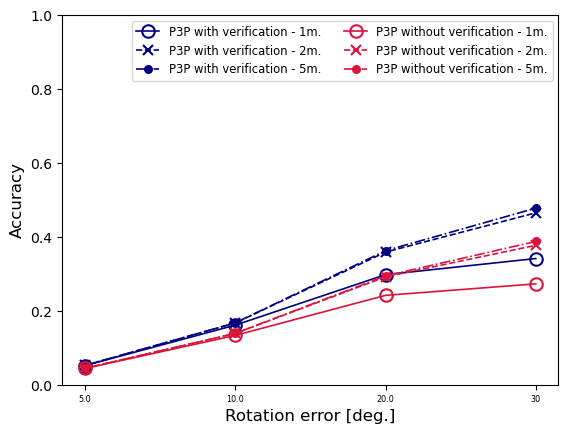 1.0
0.8
0.6
0.4
0.2
0.0
Accuracy
P3P with verification - 1m.
P3P with verification - 2m.
P3P with verification - 5m.
P3P without verification - 1m.
P3P without verification - 2m.
P3P without verification - 5m.
5.0 10.0 20.0 30
Rotation error [deg.]